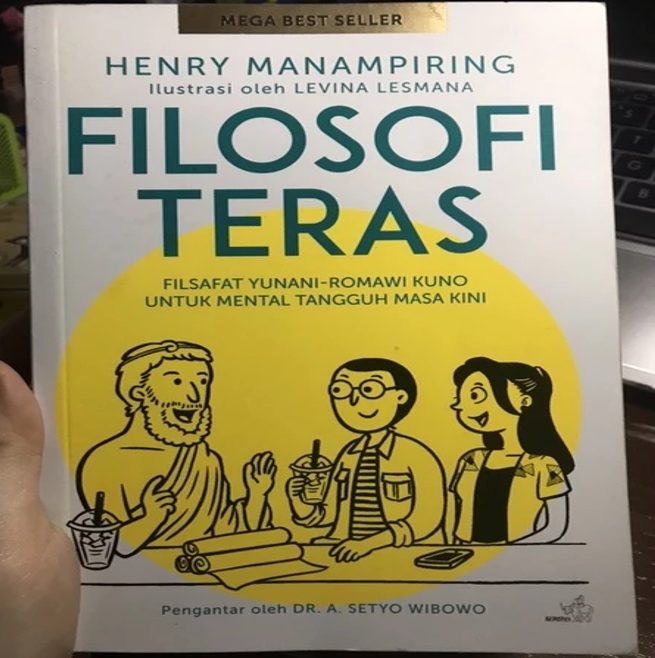 MEGA BEST SELLER
HENRY MANAMPIRING
Ilustrasi oleh LEVINA LESMANA
FILOSOFI
TERAS
FILSAFAT YUNANI-ROMAWI KUNO
UNTUK MENTAL TANGGUH MASA KINI
Pengantar oleh DR. A. SETYO WIBOWO